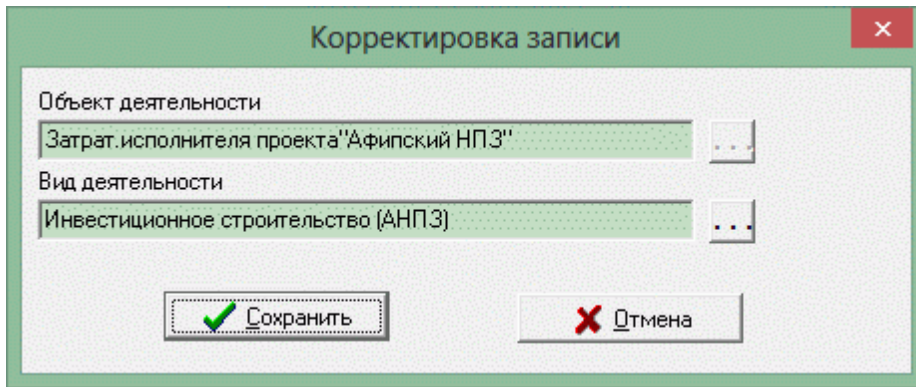 Корректировка записи
Объект деятельности
Затрат.исполнителя проекта"Афипский НПЗ"
...
Вид деятельности
Инвестиционное строительство (АНПЗ)
...
Сохранить
Отмена